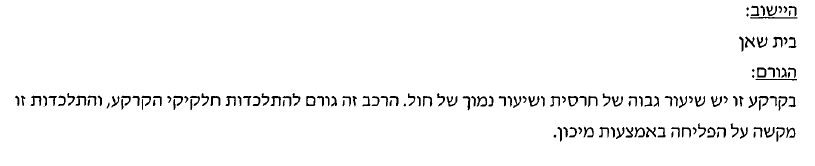 היישוב:
בית שאן
הגורם:
בקרקע זו יש שיעור גבוה של חרסית ושיעור נמוך של חול. הרכב זה גורם להתלכדות חלקיקי הקרקע, והתלכדות זו
מקשה על הפליחה באמצעות מיכון.